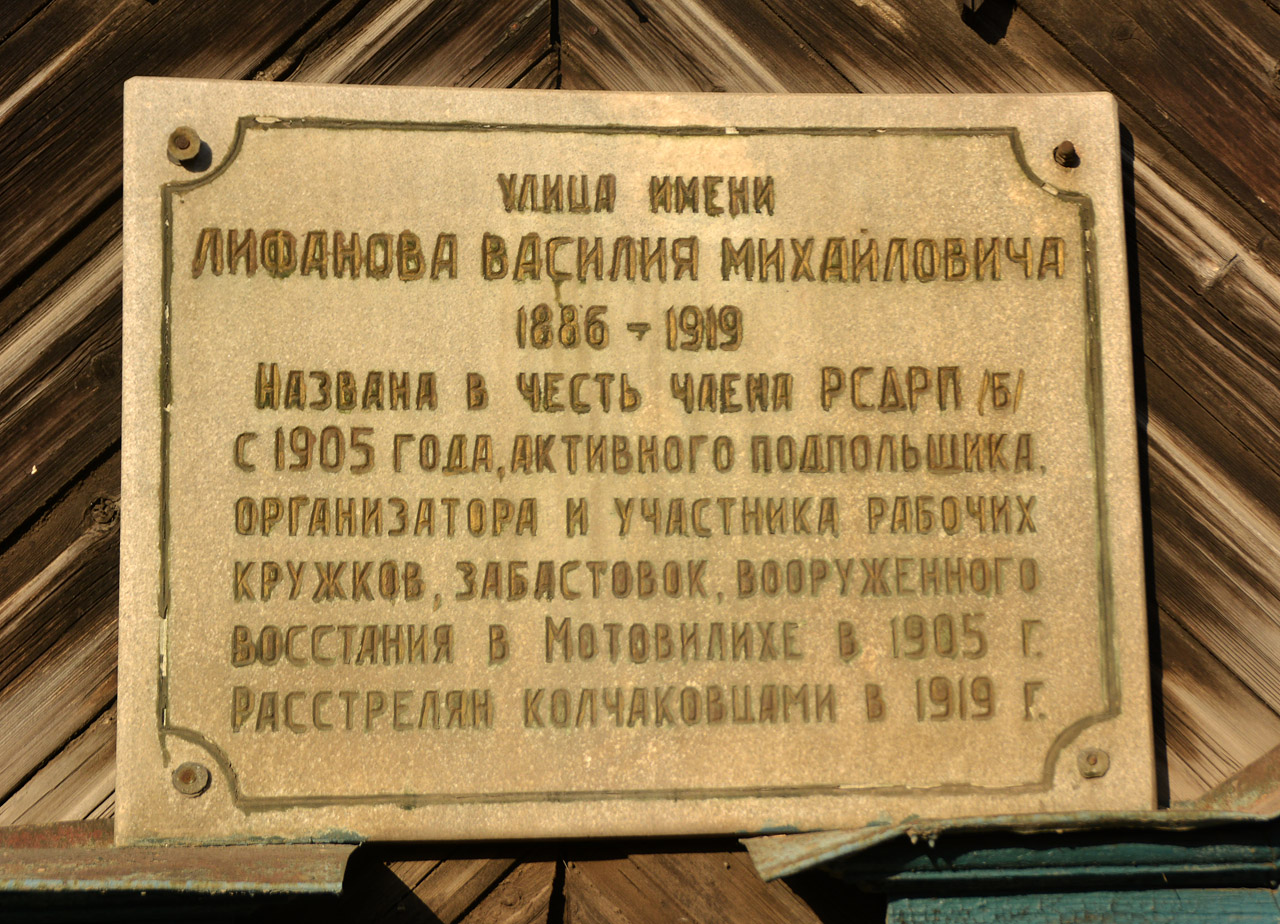 УЛИЦА ИМЕНИ
ЛИФАНОВА ВАСИЛИЯ МИХАЙЛОВИЧА
1886 - 1919
НАЗВАНА В ЧЕСТЬ ЧЛЕНА РСДРП /Б/
С 1905 ГОДА, АКТИВНОГО ПОДПОЛЬЩИКА,
ОРГАНИЗАТОРА И УЧАСТНИКА РАБОЧИХ
КРУЖКОВ, ЗАБАСТОВОК, ВООРУЖЕННОГО
ВОССТАНИЯ В МОТОВИЛИХЕ В 1905 Г.
РАССТРЕЛЯН КОЛЧАКОВЦАМИ В 1919 Г.